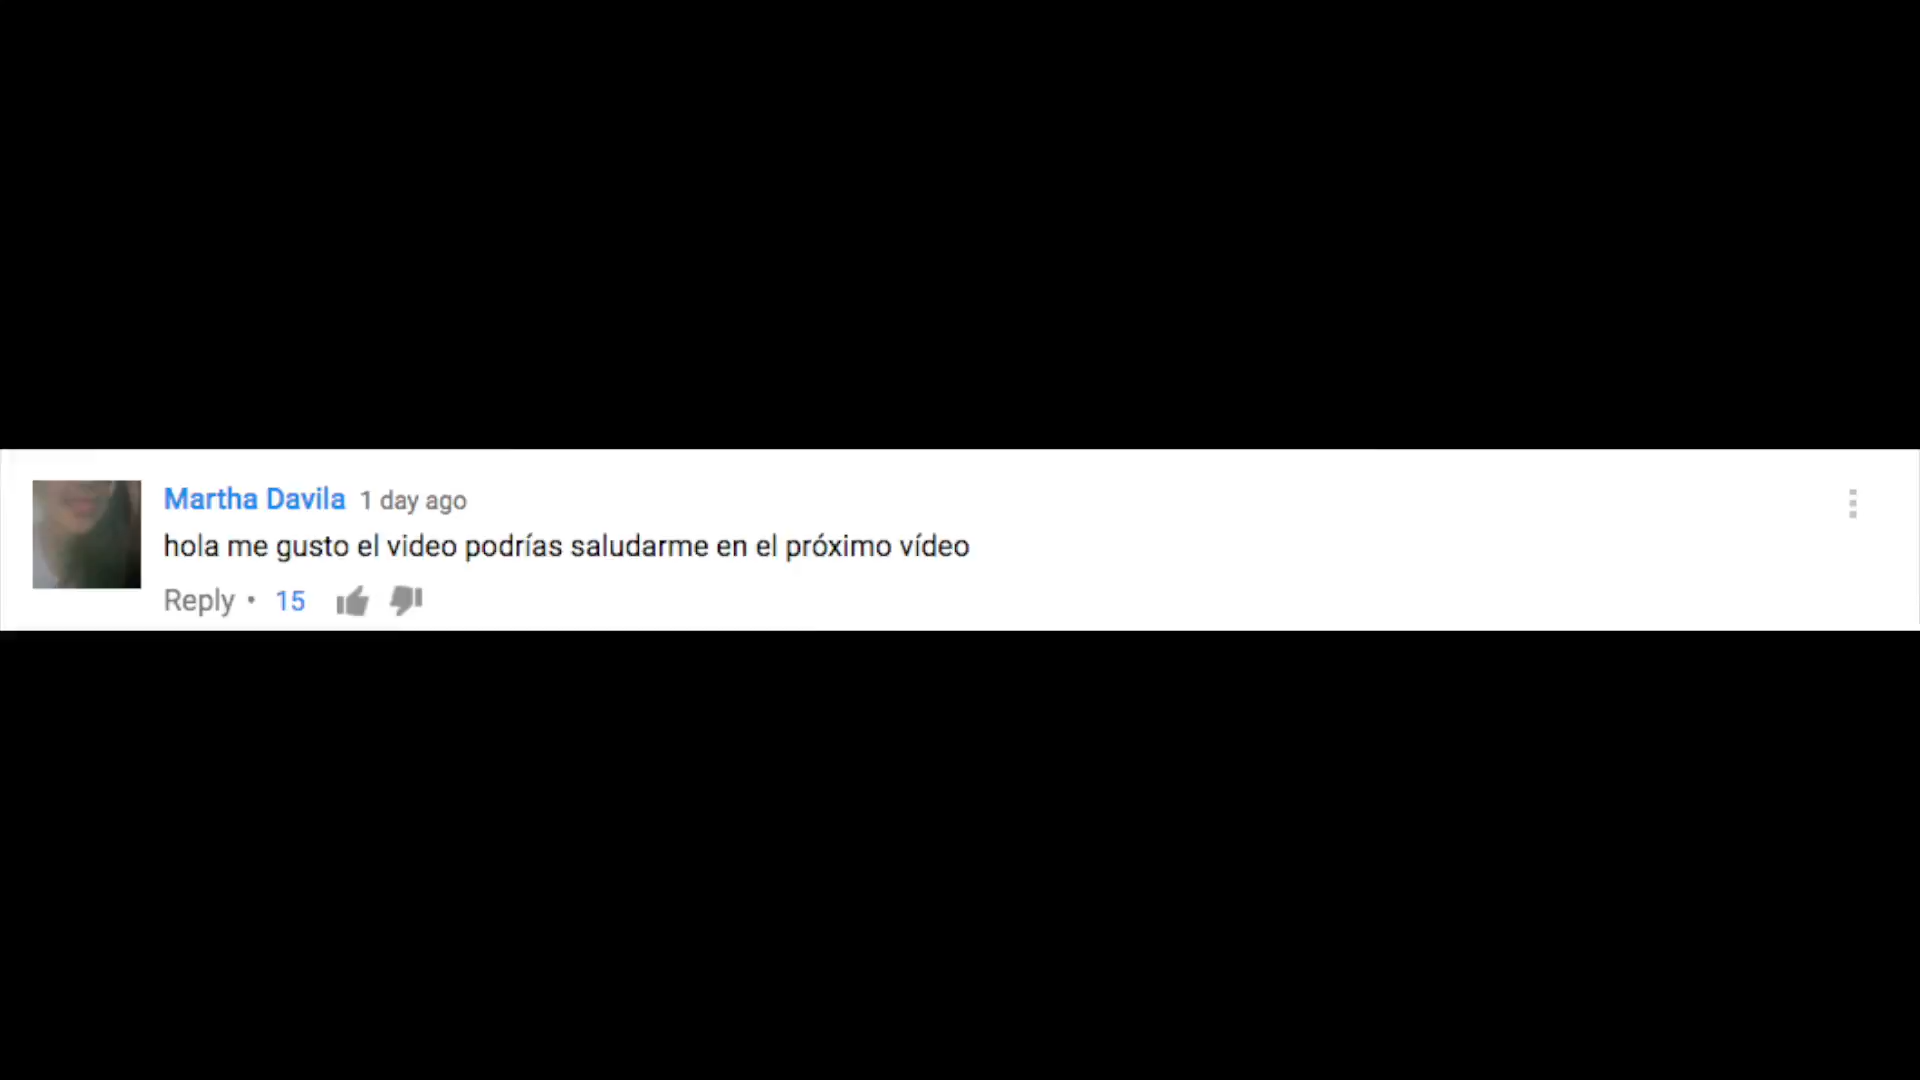 Martha Davila 1 day ago
hola me gusto el video podrías saludarme en el próximo vídeo
Reply • 15